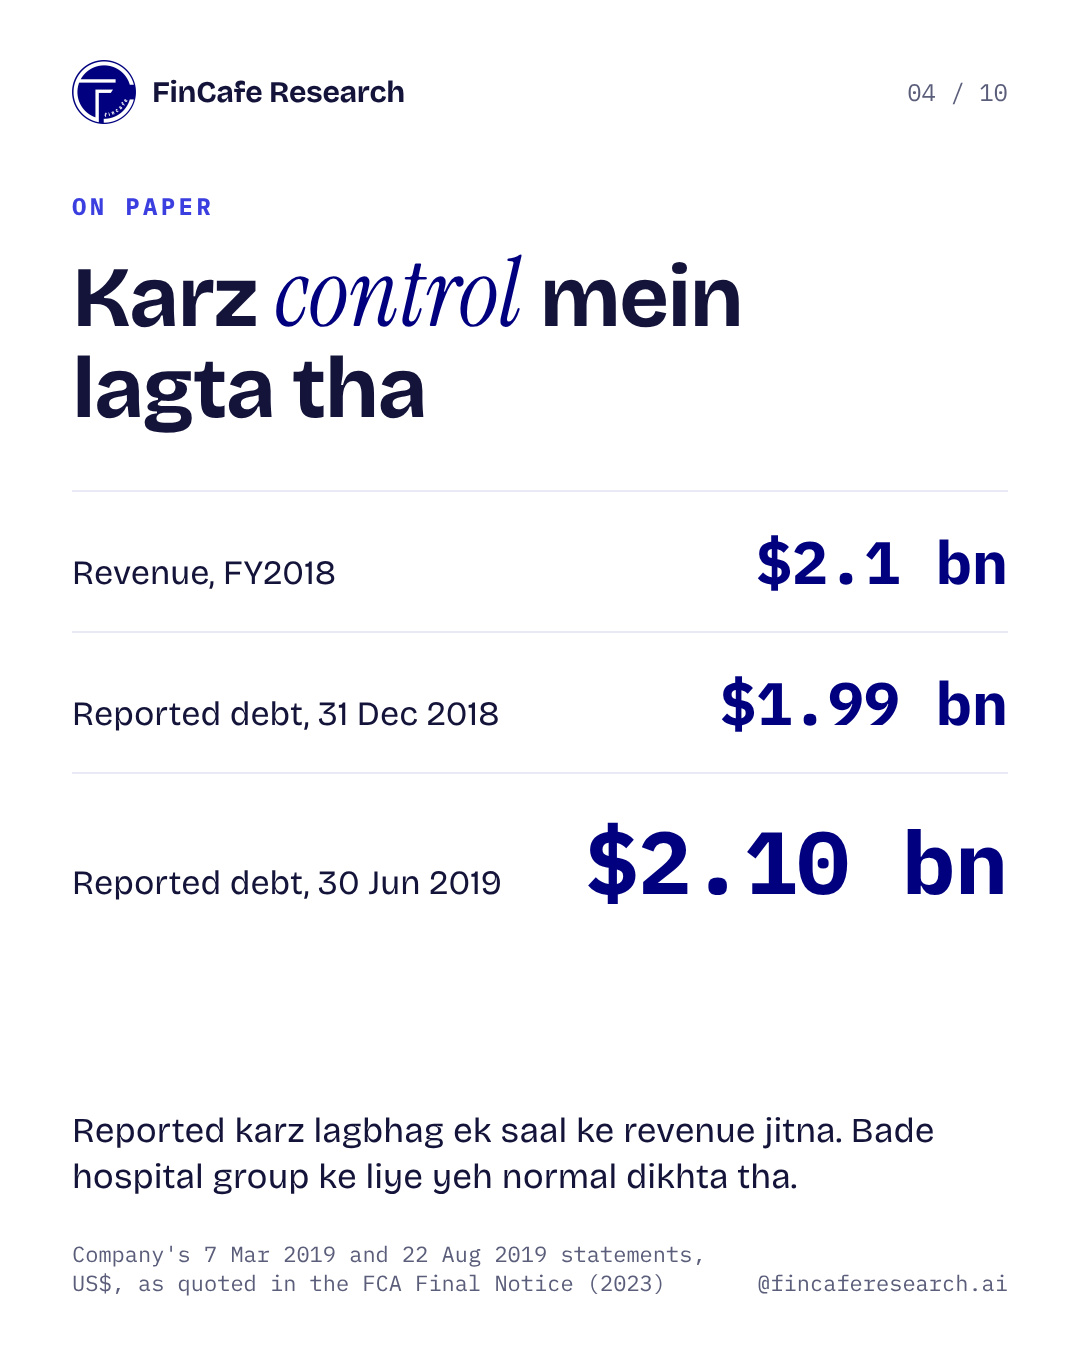 FinCafe Research
04 / 10
ON PAPER
Karz control mein
lagta tha
Revenue, FY2018
$2.1 bn
Reported debt, 31 Dec 2018
$1.99 bn
Reported debt, 30 Jun 2019
$2.10 bn
Reported karz lagbhag ek saal ke revenue jitna. Bade
hospital group ke liye yeh normal dikhta tha.
Company's 7 Mar 2019 and 22 Aug 2019 statements,
US$, as quoted in the FCA Final Notice (2023)
@fincaferesearch.ai